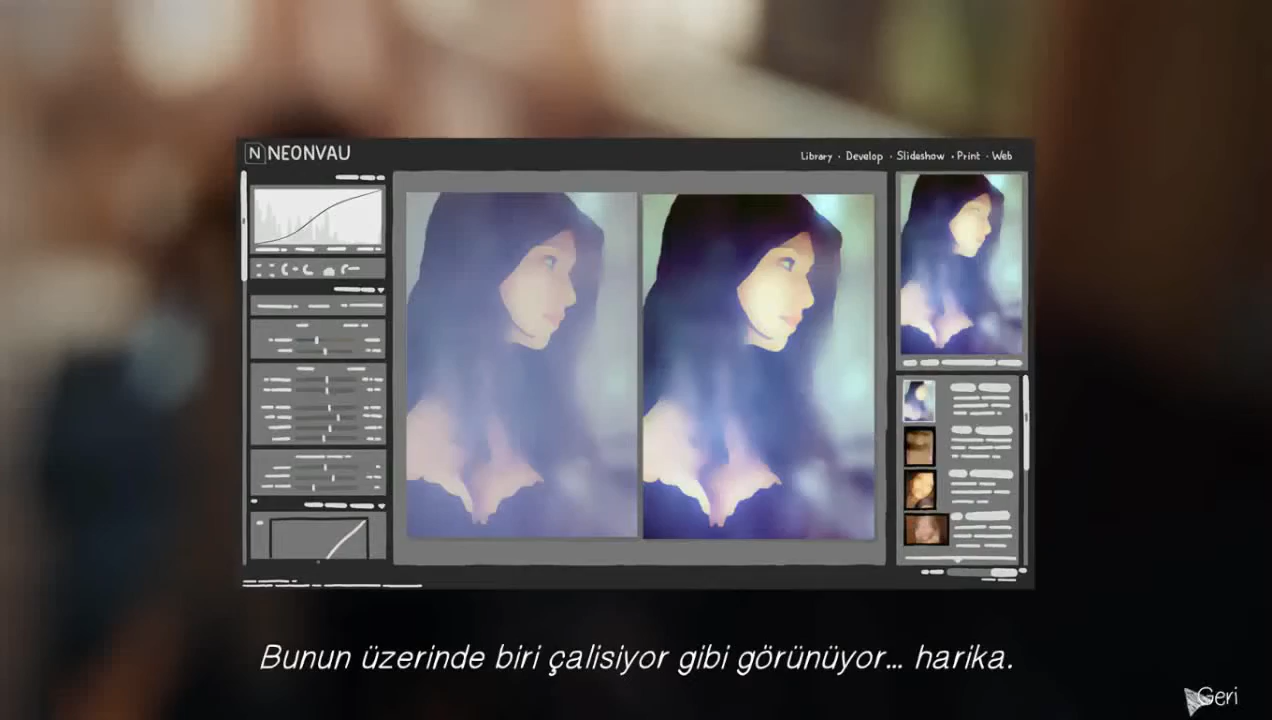 N NEONVAU
Library · Develop · Slideshow · Print · Web
Bunun üzerinde biri çalisiyor gibi görünüyor... harika.
Geri